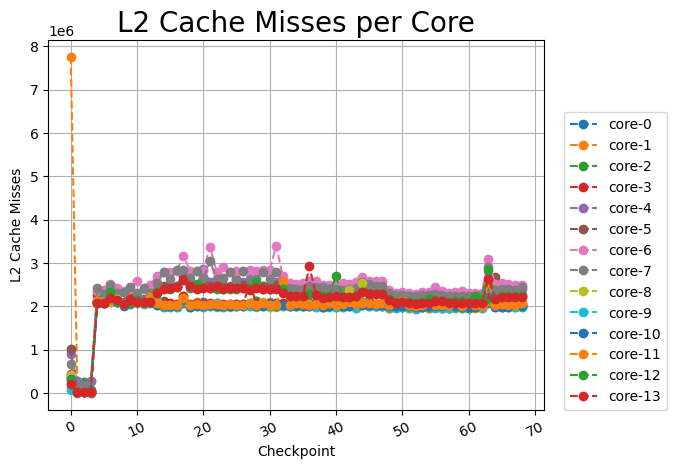 L2 Cache Misses per Core
1e6
8
7
6
5
4
3
2
1
0
L2 Cache Misses
0 10 20 30 40 50 60 70
Checkpoint
core-0
core-1
core-2
core-3
core-4
core-5
core-6
core-7
core-8
core-9
core-10
core-11
core-12
core-13